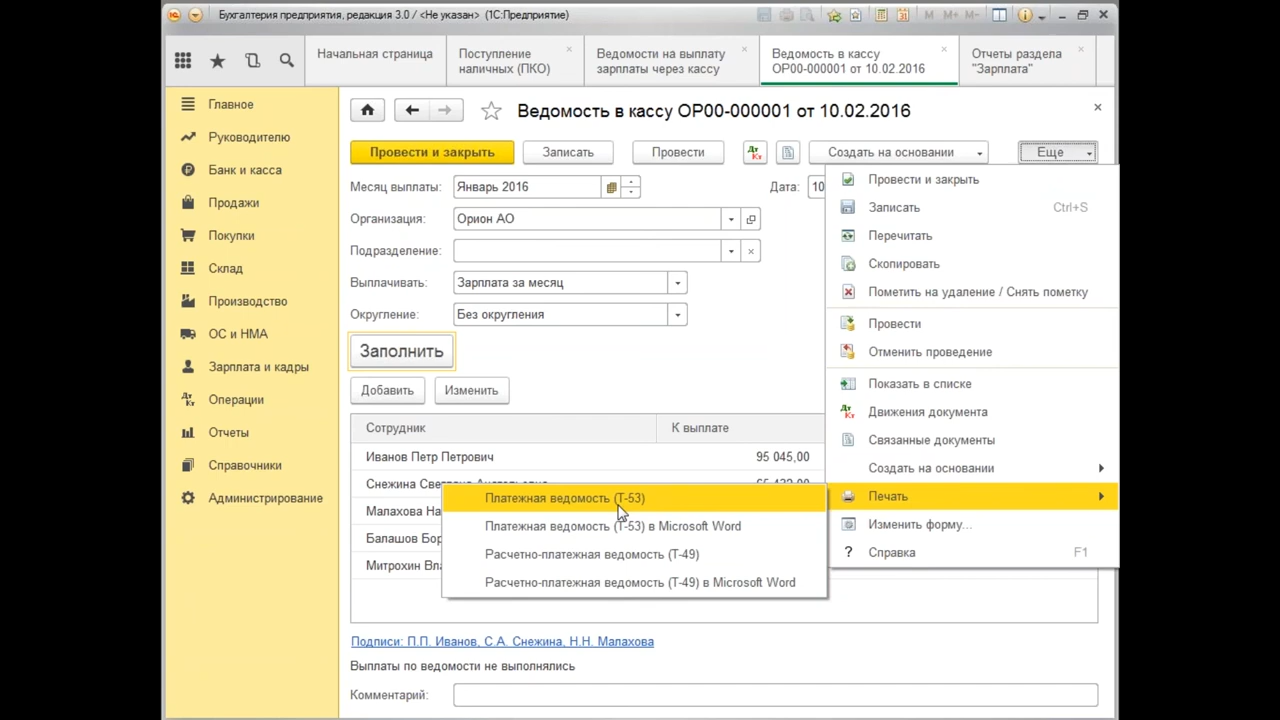 Бухгалтерия предприятия, редакция 3.0 / <Не указан> (1С:Предприятие)
M M+ M-
Начальная страница
Поступление наличных (ПКО)
Ведомости на выплату зарплаты через кассу
Ведомость в кассу ОР00-000001 от 10.02.2016
Отчеты раздела "Зарплата"
Главное
Руководителю
Банк и касса
Продажи
Покупки
Склад
Производство
ОС и НМА
Зарплата и кадры
Операции
Отчеты
Справочники
Администрирование
Ведомость в кассу ОР00-000001 от 10.02.2016
Провести и закрыть
Записать
Провести
Создать на основании
Еще
Месяц выплаты: Январь 2016
Дата: 10
Организация: Орион АО
Подразделение:
Выплачивать: Зарплата за месяц
Округление: Без округления
Заполнить
Добавить
Изменить
Сотрудник К выплате
Иванов Петр Петрович 95 045,00
Малахова На
Балашов Бор
Митрохин Вла
Провести и закрыть
Записать Ctrl+S
Перечитать
Скопировать
Пометить на удаление / Снять пометку
Провести
Отменить проведение
Показать в списке
Движения документа
Связанные документы
Создать на основании
Печать
Изменить форму...
Справка F1
Платежная ведомость (Т-53)
Платежная ведомость (Т-53) в Microsoft Word
Расчетно-платежная ведомость (Т-49)
Расчетно-платежная ведомость (Т-49) в Microsoft Word
Подписи: П.П. Иванов, С.А. Снежина, Н.Н. Малахова
Выплаты по ведомости не выполнялись
Комментарий: